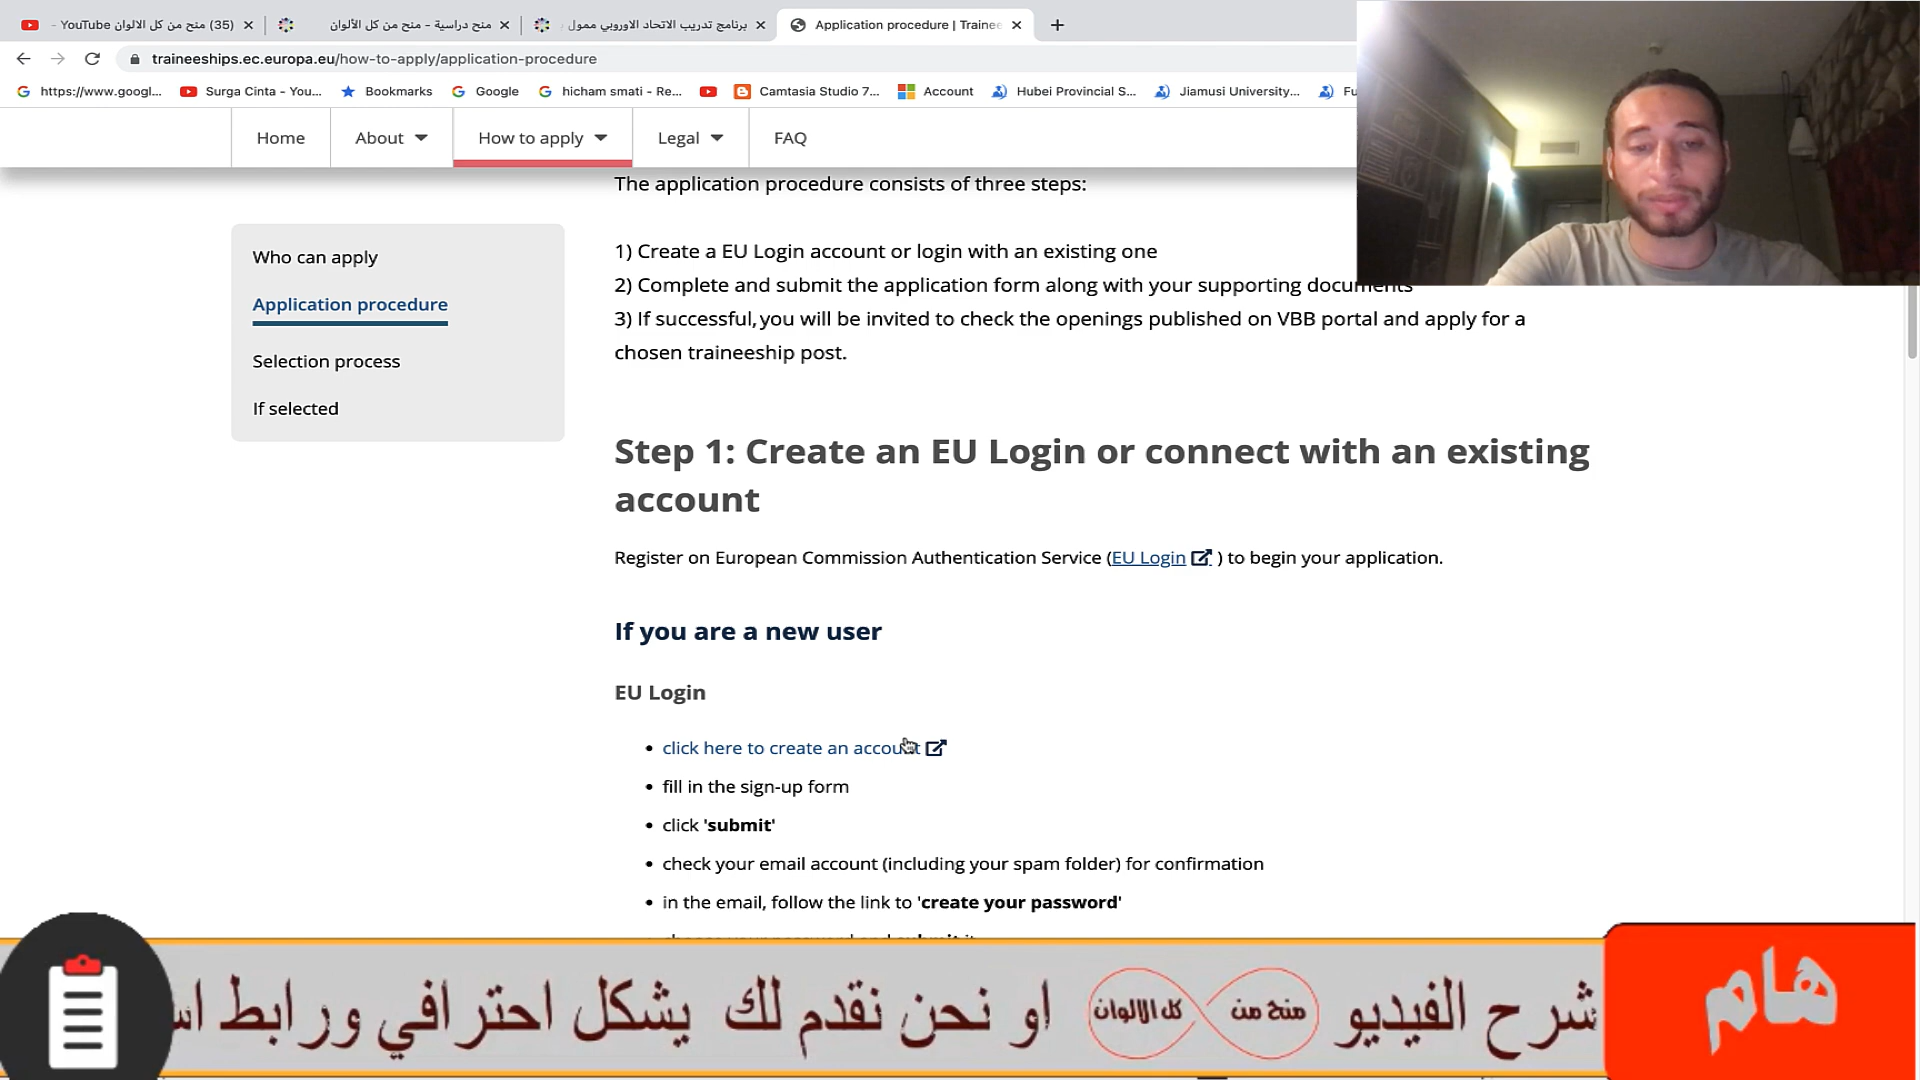 (35) منح من كل الالوان - YouTube
منح دراسية - منح من كل الألوان
برنامج تدريب الاتحاد الاوروبي ممول
Application procedure | Trainee
traineeships.ec.europa.eu/how-to-apply/application-procedure
https://www.googl... Surga Cinta - You... Bookmarks Google hicham smati - Re... Camtasia Studio 7... Account Hubei Provincial S... Jiamusi University... Fu
Home About How to apply Legal FAQ
The application procedure consists of three steps:
Who can apply
Application procedure
Selection process
If selected
1) Create a EU Login account or login with an existing one
2) Complete and submit the application form along with your supporting documents
3) If successful, you will be invited to check the openings published on VBB portal and apply for a
chosen traineeship post.
Step 1: Create an EU Login or connect with an existing
account
Register on European Commission Authentication Service (EU Login ) to begin your application.
If you are a new user
EU Login
• click here to create an account
• fill in the sign-up form
• click 'submit'
• check your email account (including your spam folder) for confirmation
• in the email, follow the link to 'create your password'
هام
شرح الفيديو منح من كل الالوان او نحن نقدم لك يشكل احترافي ورابط